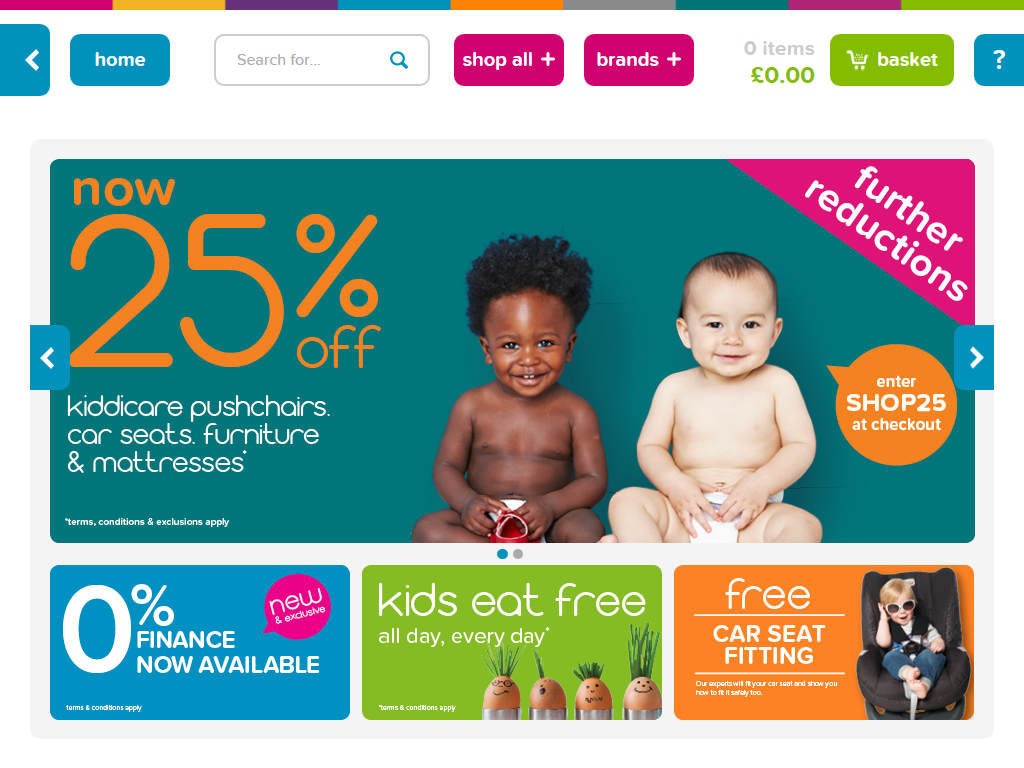 home
Search for...
shop all +
brands +
0 items
£0.00
basket
?
now
25%
off
kiddicare pushchairs.
car seats. furniture
& mattresses*
*terms, conditions & exclusions apply
further
reductions
enter
SHOP25
at checkout
0%
FINANCE
NOW AVAILABLE
new
& exclusive
terms & conditions apply
kids eat free
all day, every day*
*terms & conditions apply
free
CAR SEAT
FITTING
Our experts will fit your car seat and show you
how to fit it safely too.